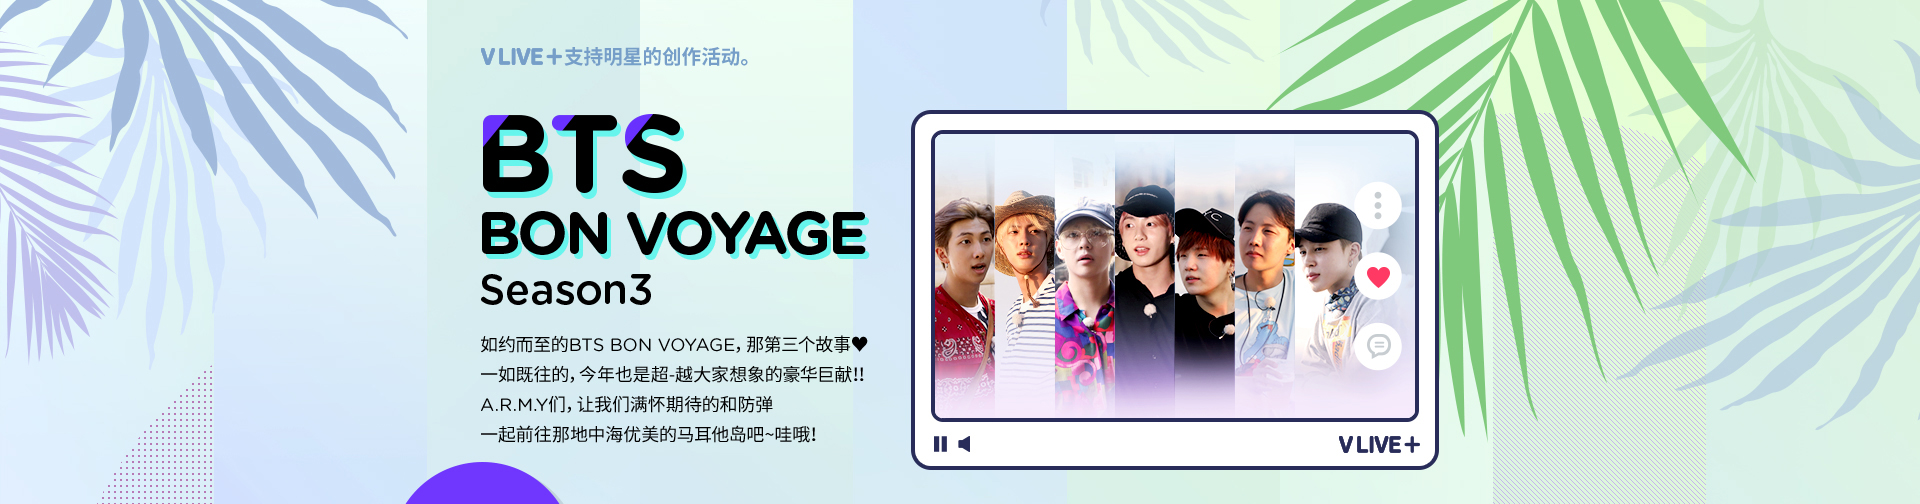 V LIVE+支持明星的创作活动。
BTS
BON VOYAGE
Season3
如约而至的BTS BON VOYAGE, 那第三个故事♥
一如既往的, 今年也是超-越大家想象的豪华巨献!!
A.R.M.Y们, 让我们满怀期待的和防弹
一起前往那地中海优美的马耳他岛吧~哇哦!
V LIVE+